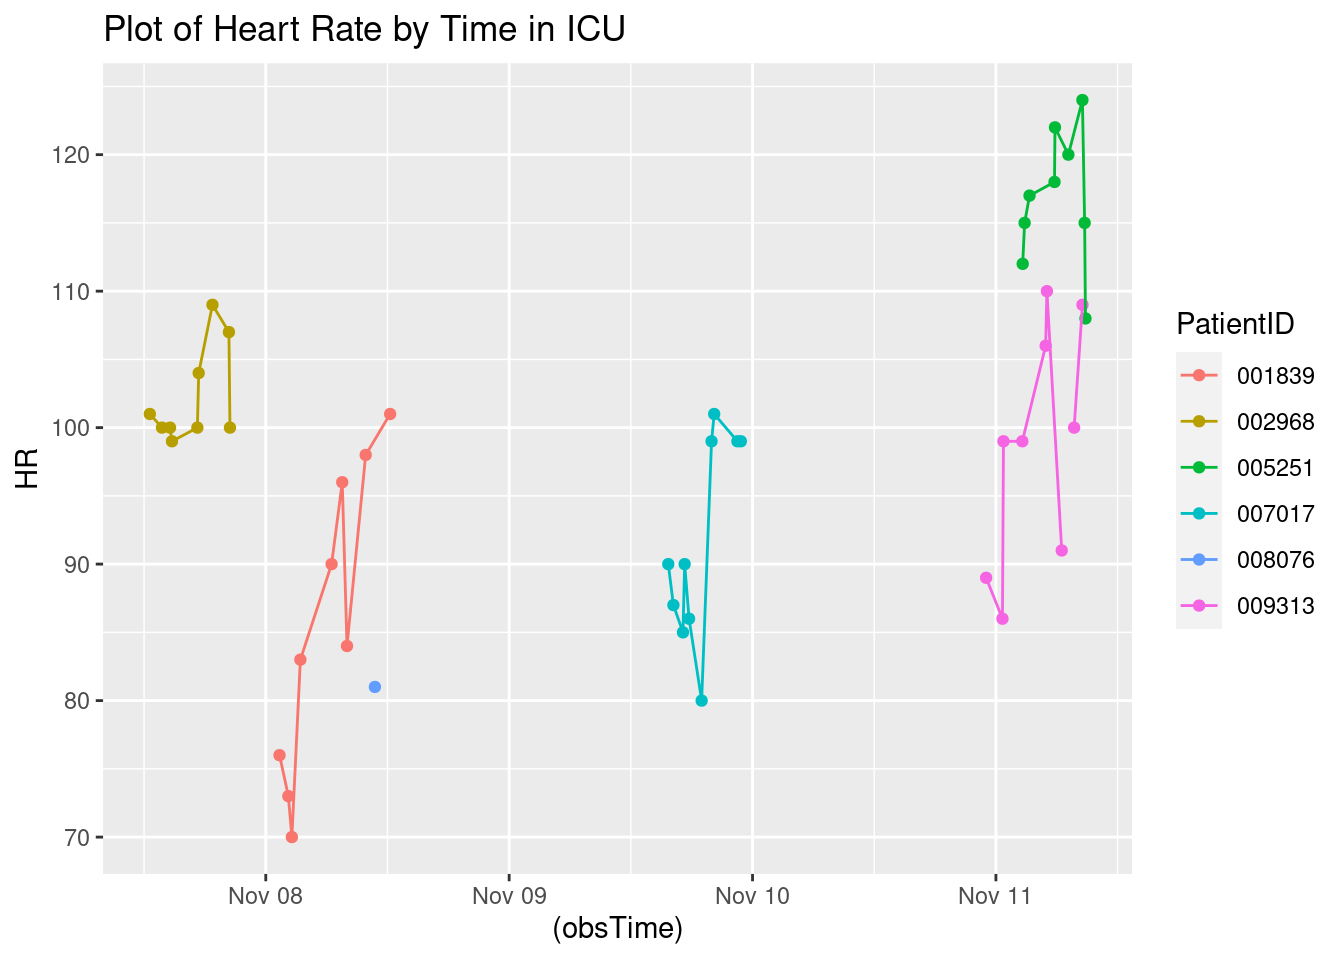 Plot of Heart Rate by Time in ICU
HR
120
110
100
90
80
70
Nov 08
Nov 09
Nov 10
Nov 11
(obsTime)
PatientID
001839
002968
005251
007017
008076
009313